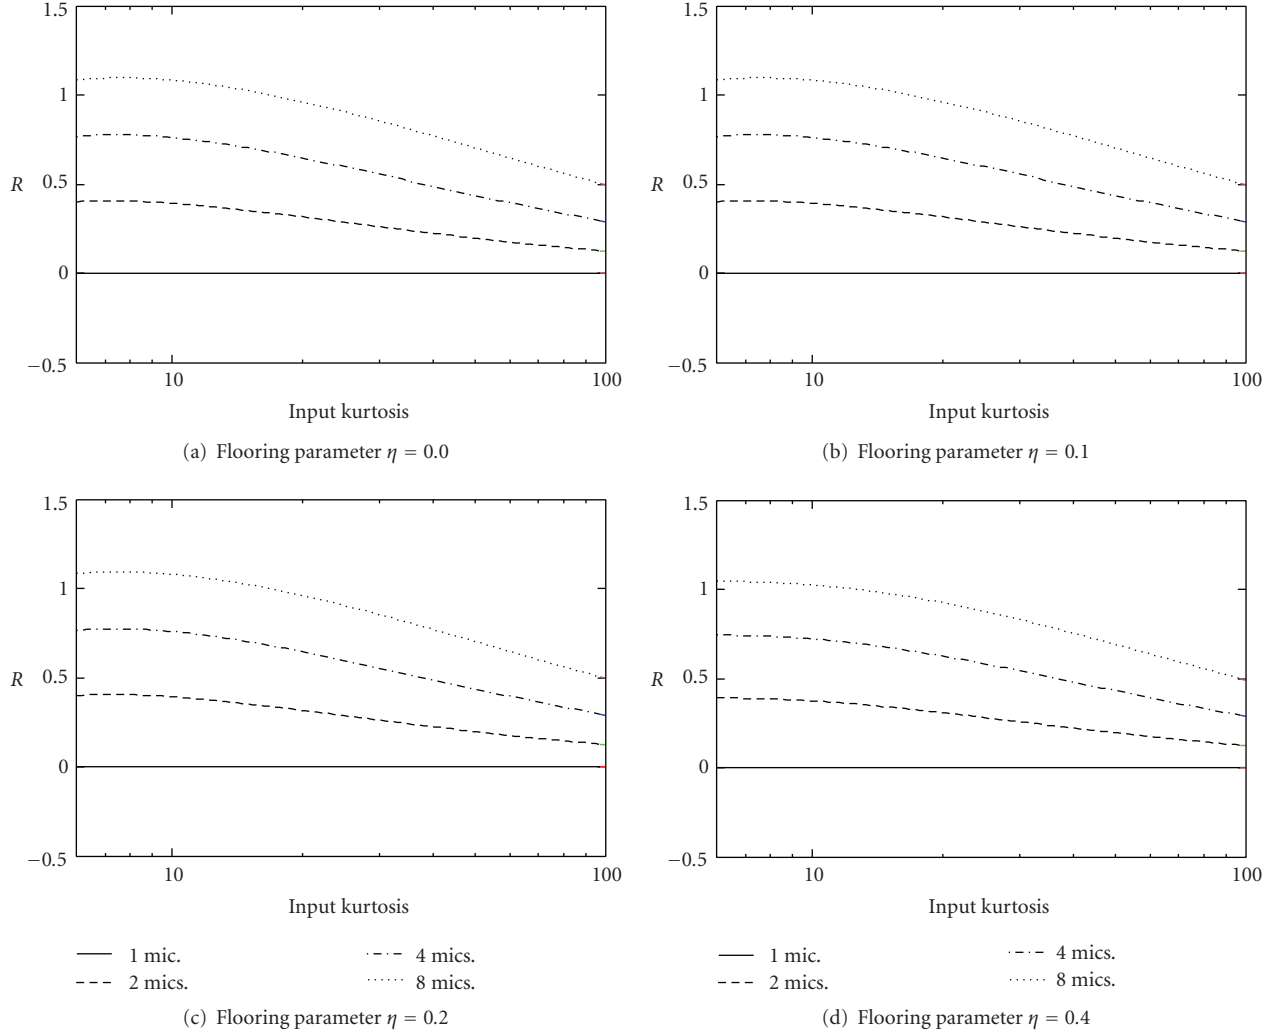 1.5
1
R
0.5
0
−0.5
10
100
Input kurtosis
(a) Flooring parameter η = 0.0
1.5
1
R
0.5
0
−0.5
10
100
Input kurtosis
(b) Flooring parameter η = 0.1
1.5
1
R
0.5
0
−0.5
10
100
Input kurtosis
1 mic.
2 mics.
4 mics.
8 mics.
(c) Flooring parameter η = 0.2
1.5
1
R
0.5
0
−0.5
10
100
Input kurtosis
1 mic.
2 mics.
4 mics.
8 mics.
(d) Flooring parameter η = 0.4